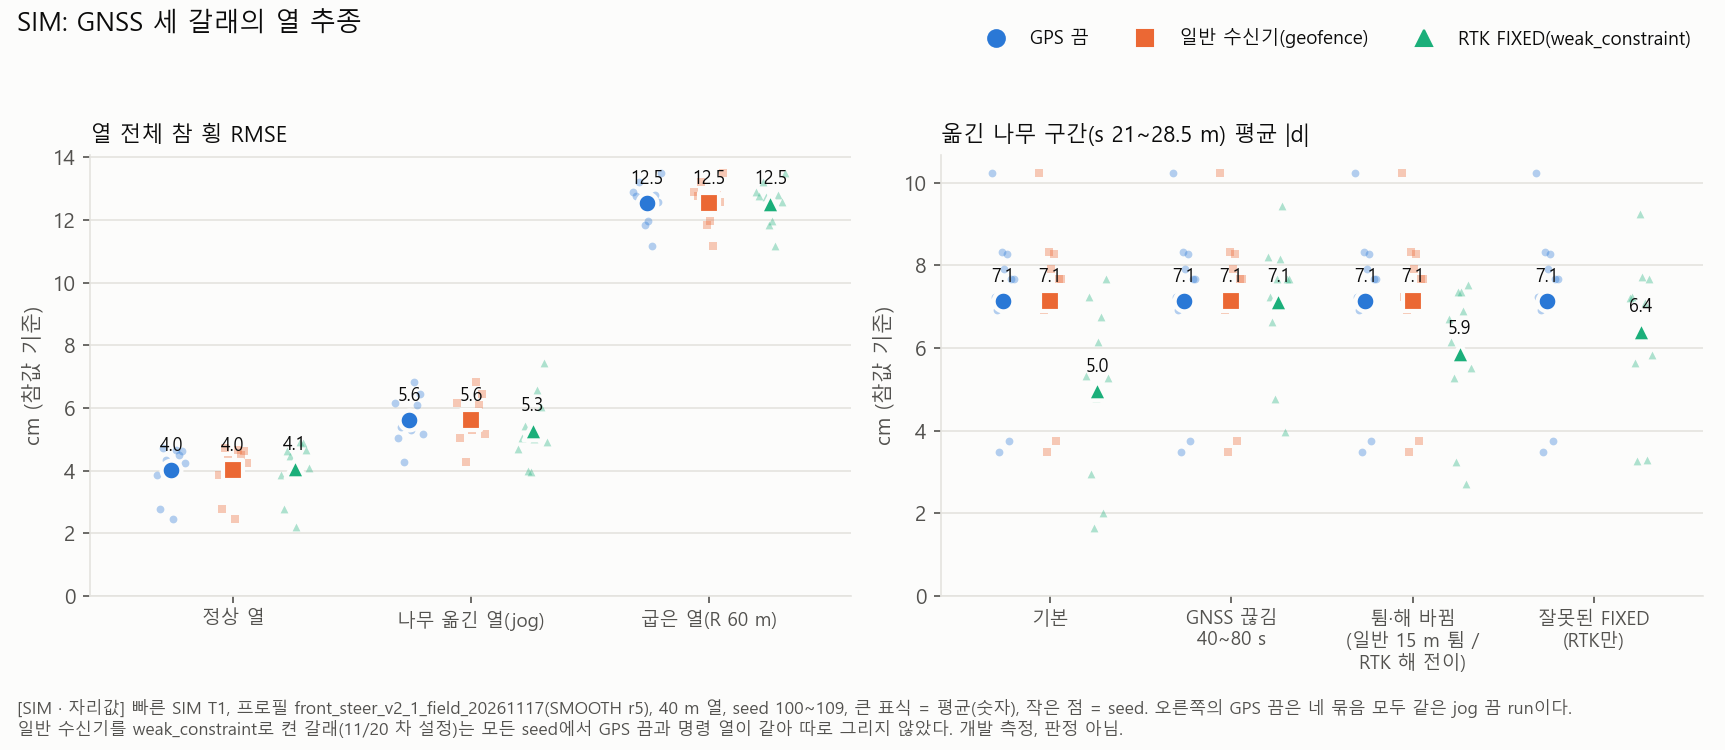 SIM: GNSS 세 갈래의 열 추종
GPS 끔
일반 수신기(geofence)
RTK FIXED(weak_constraint)
열 전체 참 횡 RMSE
cm (참값 기준)
14
12
10
8
6
4
2
0
12.5 12.5 12.5
5.6 5.6 5.3
4.0 4.0 4.1
정상 열
나무 옮긴 열(jog)
굽은 열(R 60 m)
옮긴 나무 구간(s 21~28.5 m) 평균 |d|
cm (참값 기준)
10
8
6
4
2
0
7.1 7.1 5.0
7.1 7.1 7.1
7.1 7.1 5.9
7.1 6.4
기본
GNSS 끊김
40~80 s
튐·해 바뀜
(일반 15 m 튐 /
RTK 해 전이)
잘못된 FIXED
(RTK만)
[SIM · 자리값] 빠른 SIM T1, 프로필 front_steer_v2_1_field_20261117(SMOOTH r5), 40 m 열, seed 100~109, 큰 표식 = 평균(숫자), 작은 점 = seed. 오른쪽의 GPS 끔은 네 묶음 모두 같은 jog 끔 run이다.
일반 수신기를 weak_constraint로 켠 갈래(11/20 차 설정)는 모든 seed에서 GPS 끔과 명령 열이 같아 따로 그리지 않았다. 개발 측정, 판정 아님.